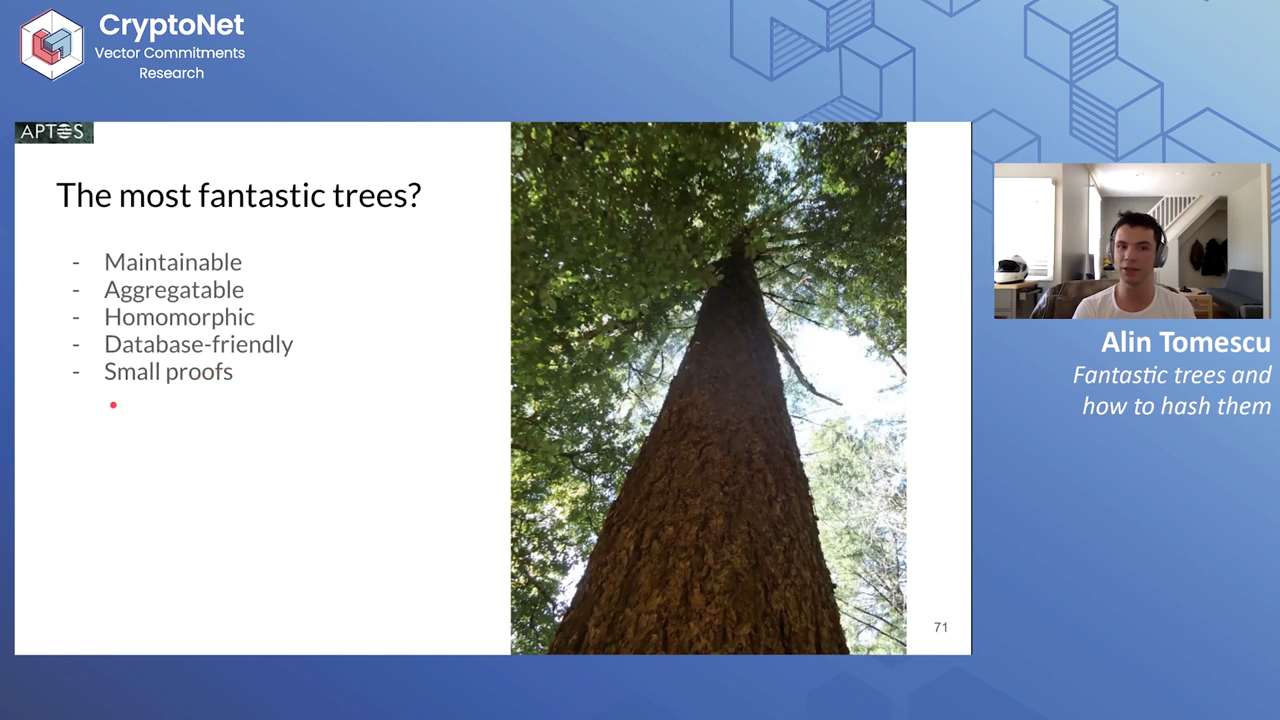 CryptoNet
Vector Commitments
Research
APTOS
The most fantastic trees?
- Maintainable
- Aggregatable
- Homomorphic
- Database-friendly
- Small proofs
71
Alin Tomescu
Fantastic trees and
how to hash them